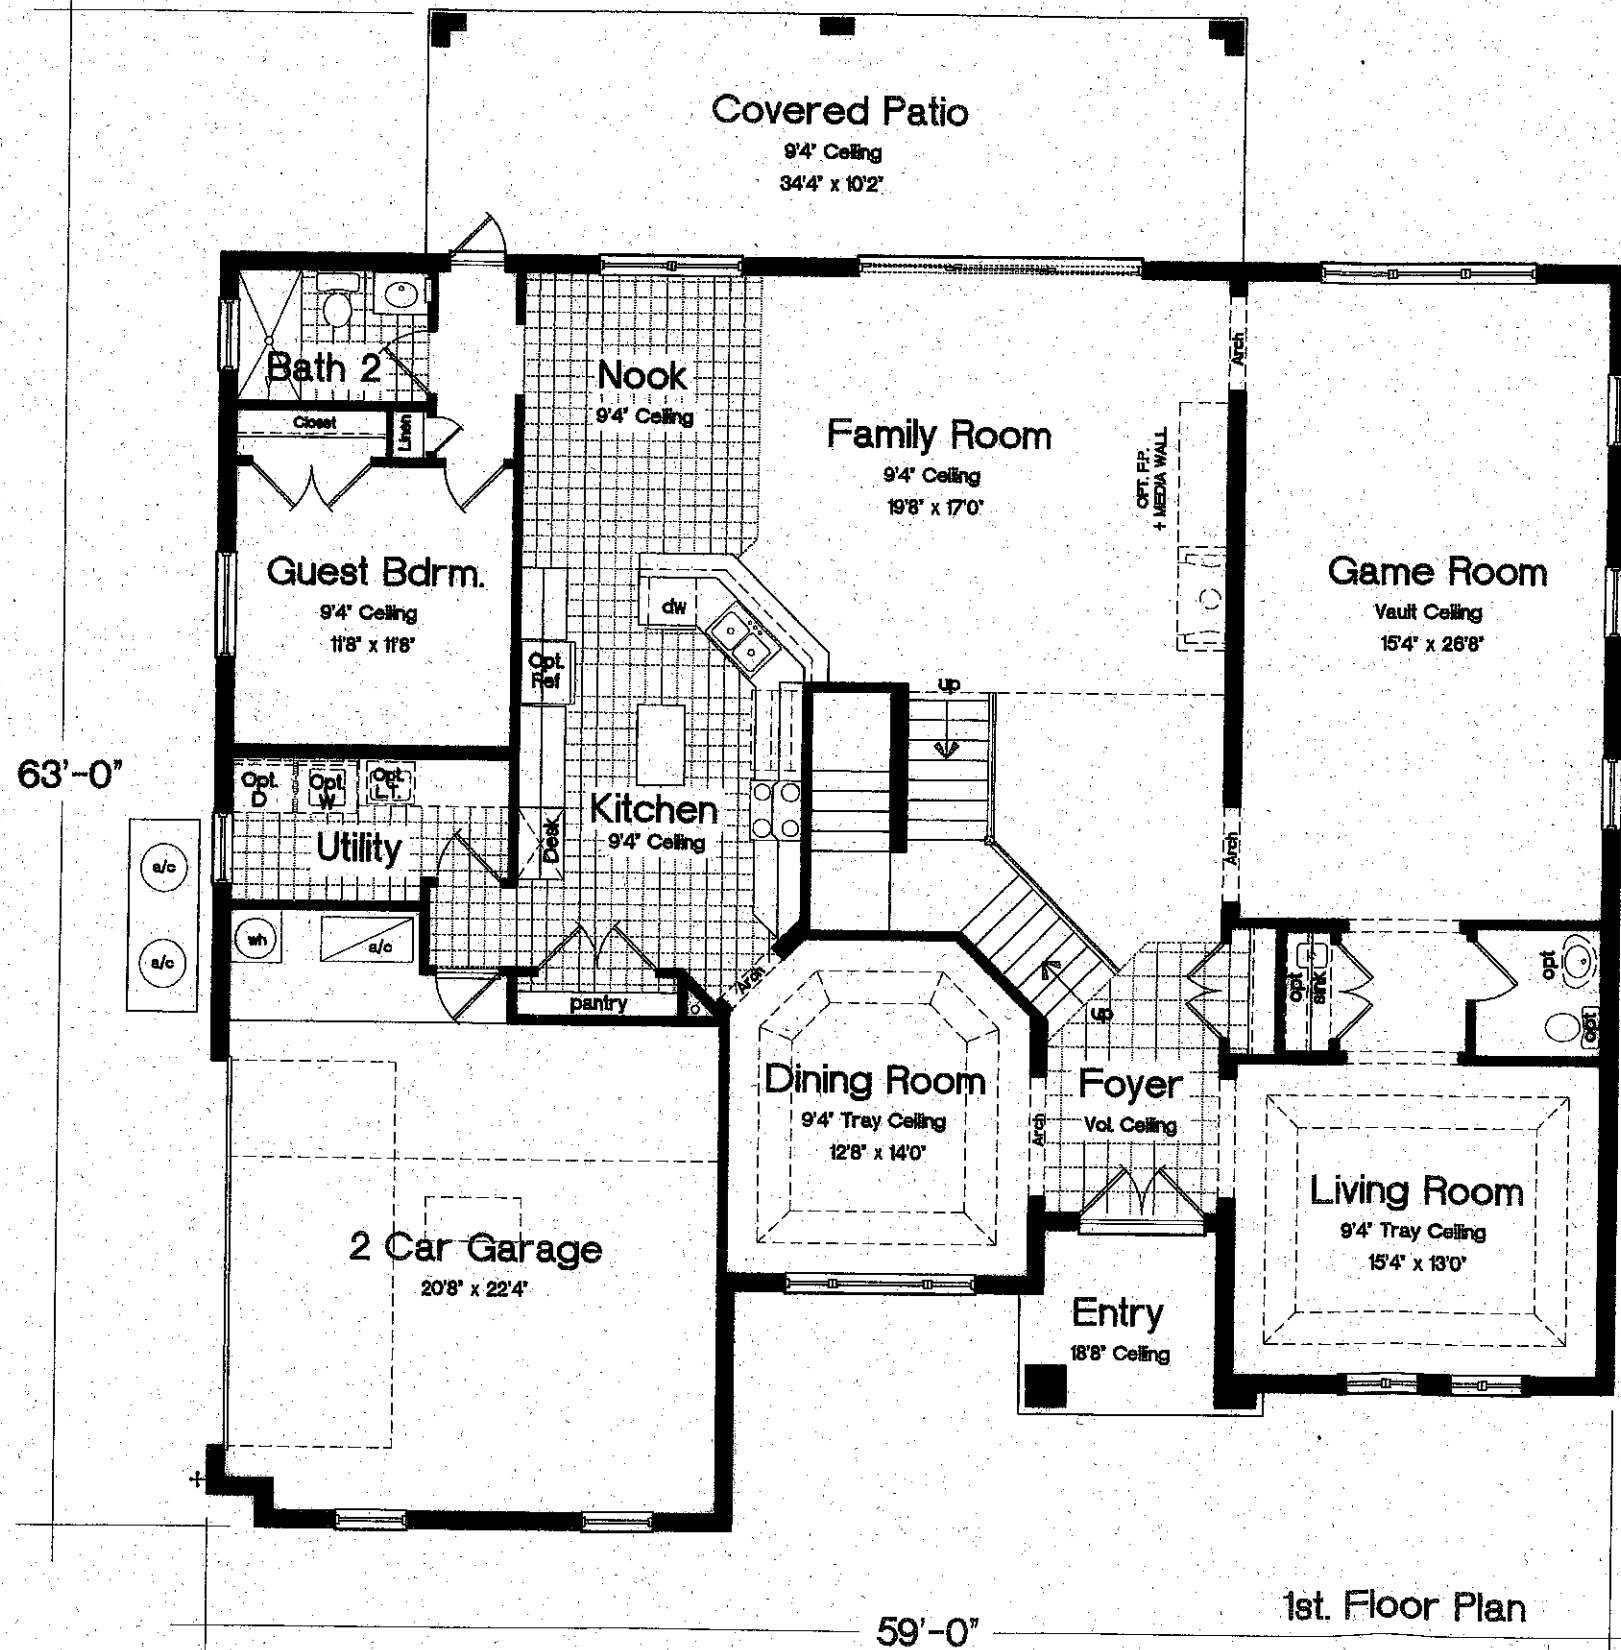 Covered Patio
9'4" Ceiling
34'4" x 10'2"
Bath 2
Closet
Linen
Nook
9'4" Ceiling
Family Room
9'4" Ceiling
19'8" x 17'0"
Arch
OPT. F.P.
+ MEDIA WALL
Guest Bdrm.
9'4" Ceiling
11'8" x 11'8"
dw
Opt.
Ref
Game Room
Vault Ceiling
15'4" x 26'8"
up
63'-0"
Opt.
D
Opt.
W
Opt.
L.T.
Utility
Desk
Kitchen
9'4" Ceiling
Arch
a/c
a/c
wh
a/c
pantry
Arch
up
opt
sink
opt
opt
Dining Room
9'4" Tray Ceiling
12'8" x 14'0"
Arch
Foyer
Vol. Ceiling
Living Room
9'4" Tray Ceiling
15'4" x 13'0"
2 Car Garage
20'8" x 22'4"
Entry
18'8" Ceiling
1st. Floor Plan
59'-0"